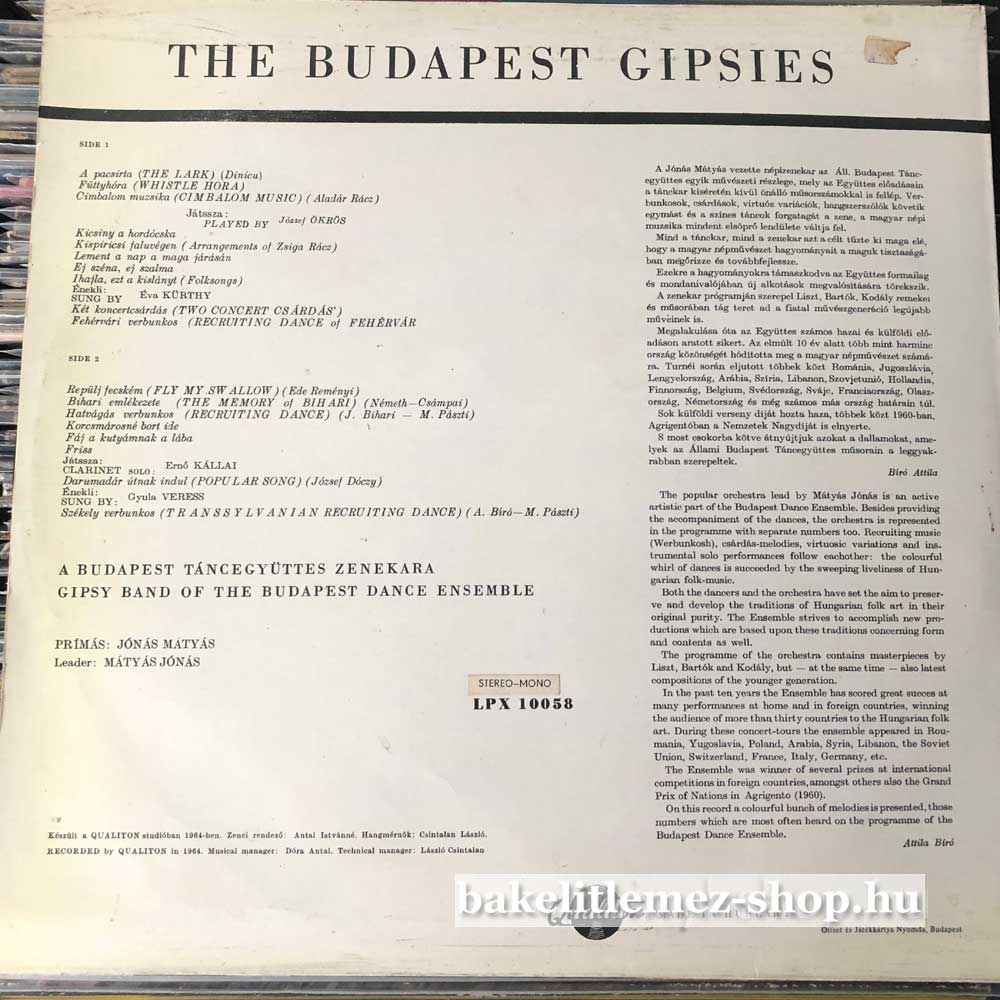 THE BUDAPEST GIPSIES
SIDE 1
A pacsirta (THE LARK) (Dinicu)
Füttyhóra (WHISTLE HORA)
Cimbalom muzsika (CIMBALOM MUSIC) (Aladár Rácz)
Játssza:
PLAYED BY József ÖKRÖS
Kicsiny a hordócska
Kispiricsi faluvégen (Arrangements of Zsiga Rácz)
Lement a nap a maga járásán
Ej széna, ej szalma
Ihajla, ezt a kislányt (Folksongs)
Énekli:
SUNG BY Éva KÜRTHY
Két koncertcsárdás (TWO CONCERT CSÁRDÁS')
Fehérvári verbunkos (RECRUITING DANCE of FEHÉRVÁR
SIDE 2
Repülj fecském (FLY MY SWALLOW) (Ede Reményi)
Bihari emlékezete (THE MEMORY of BIHARI) (Németh—Csámpai)
Hatvágás verbunkos (RECRUITING DANCE) (J. Bihari — M. Pászti)
Korcsmárosné bort ide
Fáj a kutyámnak a lába
Friss
Játssza:
CLARINET SOLO: Ernő KÁLLAI
Darumadár útnak indul (POPULAR SONG) (József Dóczy)
Énekli:
SUNG BY: Gyula VERESS
Székely verbunkos (TRANSSYLVANIAN RECRUITING DANCE) (A. Bíró—M. Pászti)
A BUDAPEST TÁNCEGYÜTTES ZENEKARA
GIPSY BAND OF THE BUDAPEST DANCE ENSEMBLE
PRÍMÁS: JÓNÁS MÁTYÁS
Leader: MÁTYÁS JÓNÁS
STEREO–MONO
LPX 10058
A Jónás Mátyás vezette népizenekar az Áll. Budapest Tánc-
együttes egyik művészeti részlege, mely az Együttes előadásain
a tánckar kíséretén kívül önálló műsorszámokkal is fellép. Ver-
bunkosok, csárdások, virtuóz variációk, hangszerszólók követik
egymást és a színes táncok forgatagát a zene, a magyar népi
muzsika mindent elsöprő lendülete váltja fel.
Mind a tánckar, mind a zenekar azt a célt tűzte ki maga elé,
hogy a magyar népművészet hagyományait a maguk tisztaságá-
ban megőrizze és továbbfejlessze.
Ezekre a hagyományokra támaszkodva az Együttes formailag
és mondanivalójában új alkotások megvalósítására törekszik.
A zenekar prógramján szerepel Liszt, Bartók, Kodály remekei
és műsorában tág teret ad a fiatal művészgeneráció legújabb
műveinek is.
Megalakulása óta az Együttes számos hazai és külföldi elő-
adáson aratott sikert. Az elmúlt 10 év alatt több mint harminc
ország közönségét hódította meg a magyar népművészet számá-
ra. Turnéi során eljutott többek közt Románia, Jugoszlávia,
Lengyelország, Arábia, Szíria, Libanon, Szovjetunió, Hollandia,
Finnország, Belgium, Svédország, Svájc, Franciaország, Olasz-
ország, Németország és még számos más ország határain túl.
Sok külföldi verseny díját hozta haza, többek közt 1960-ban,
Agrigentóban a Nemzetek Nagydíját is elnyerte.
S most csokorba kötve átnyújtjuk azokat a dallamokat, ame-
lyek az Állami Budapest Táncegyüttes műsorain a leggyak-
rabban szerepeltek.
Bíró Attila
The popular orchestra lead by Mátyás Jónás is an active
artistic part of the Budapest Dance Ensemble. Besides providing
the accompaniment of the dances, the orchestra is represented
in the programme with separate numbers too. Recruiting music
(Werbunkosh), csárdás-melodies, virtuosic variations and ins-
trumental solo performances follow eachother: the colourful
whirl of dances is succeeded by the sweeping liveliness of Hun-
garian folk-music.
Both the dancers and the orchestra have set the aim to preser-
ve and develop the traditions of Hungarian folk art in their
original purity. The Ensemble strives to accomplish new pro-
ductions which are based upon these traditions concerning form
and contents as well.
The programme of the orchestra contains masterpieces by
Liszt, Bartók and Kodály, but — at the same time — also latest
compositions of the younger generation.
In the past ten years the Ensemble has scored great succes at
many performances at home and in foreign countries, winning
the audience of more than thirty countries to the Hungarian folk
art. During these concert-tours the ensemble appeared in Rou-
mania, Yugoslavia, Poland, Arabia, Syria, Libanon, the Soviet
Union, Switzerland, France, Italy, Germany, etc.
The Ensemble was winner of several prizes at international
competitions in foreign countries, amongst others also the Grand
Prix of Nations in Agrigento (1960).
On this record a colourful bunch of melodies is presented, those
numbers which are most often heard on the programme of the
Budapest Dance Ensemble.
Attila Bíró
Készült a QUALITON studióban 1964-ben. Zenei rendező: Antal Istvánné. Hangmérnök: Csintalan László.
RECORDED by QUALITON in 1964. Musical manager: Dóra Antal. Technical manager: László Csintalan
bakelitlemez-shop.hu
Offset és Játékkártya Nyomda, Budapest